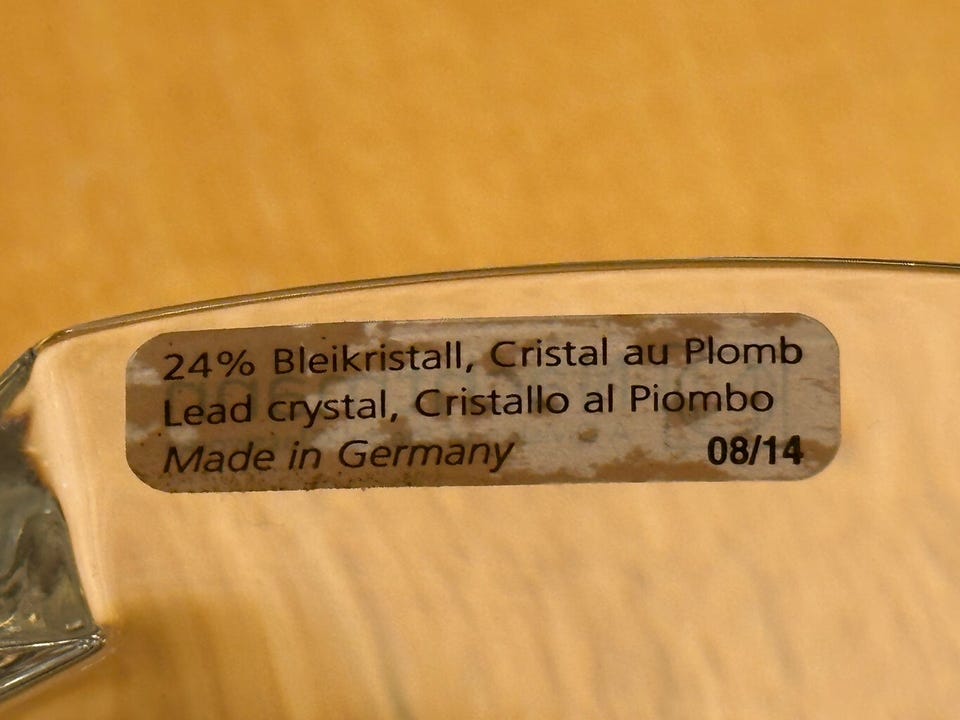 24% Bleikristall, Cristal au Plomb
Lead crystal, Cristallo al Piombo
Made in Germany 08/14